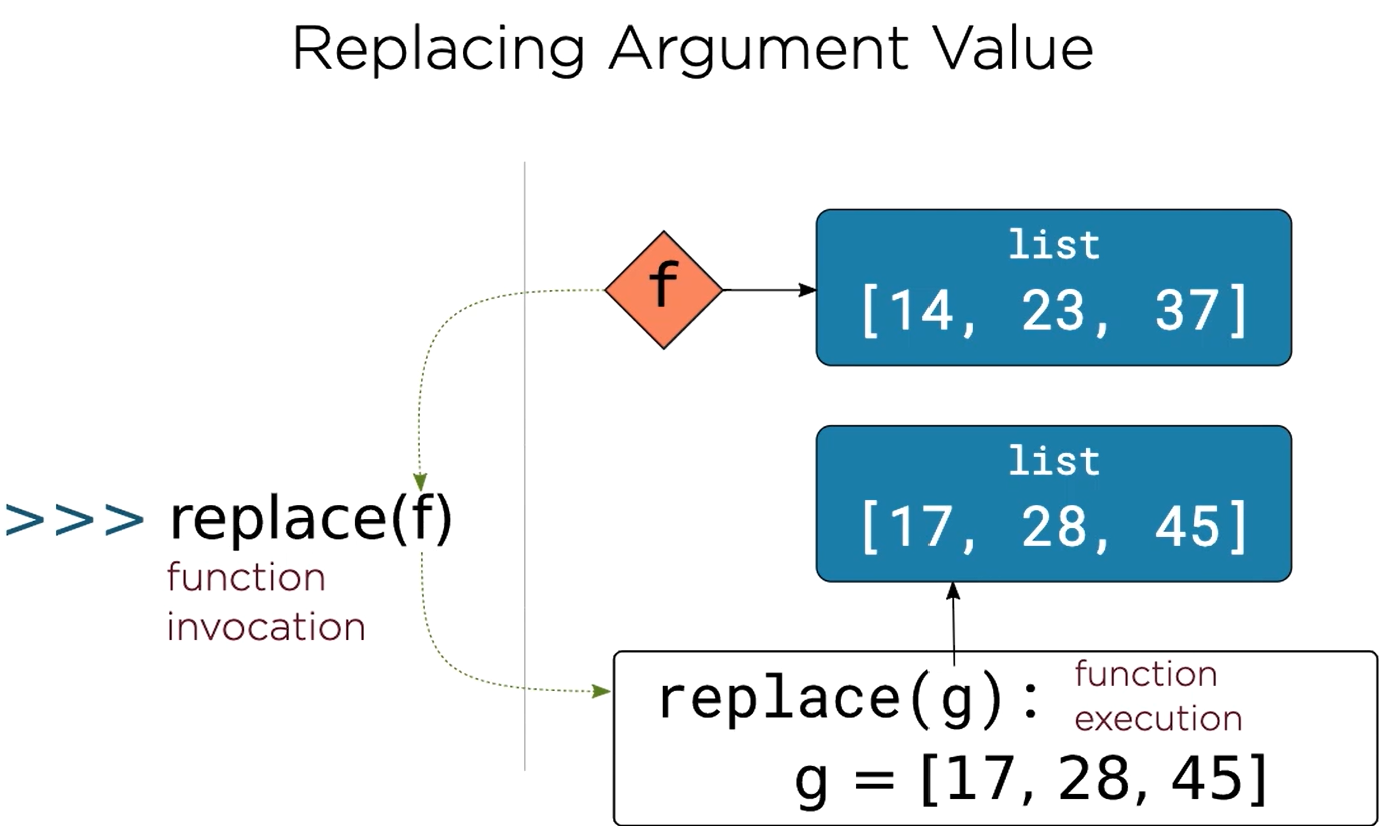 Replacing Argument Value
f
list
[14, 23, 37]
list
[17, 28, 45]
>>> replace(f)
function
invocation
replace(g):
function
execution
g = [17, 28, 45]